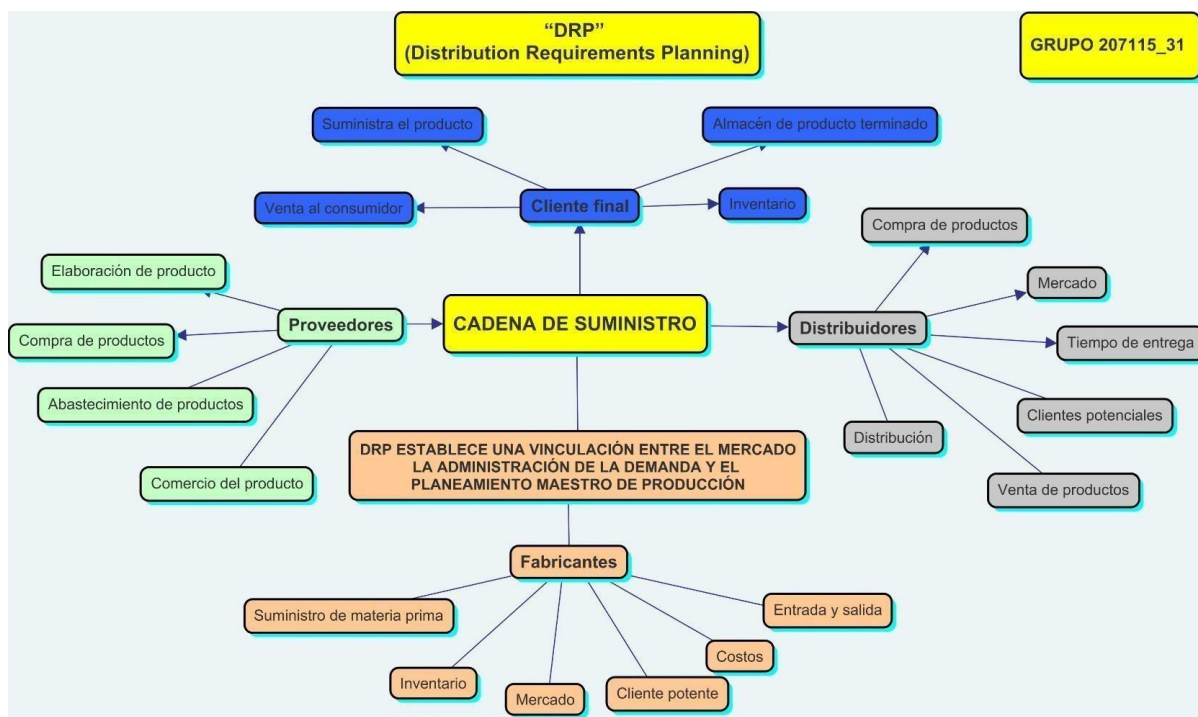 “DRP”
(Distribution Requirements Planning)
GRUPO 207115_31
Suministra el producto
Almacén de producto terminado
Venta al consumidor
Cliente final
Inventario
Compra de productos
Elaboración de producto
Mercado
Proveedores
CADENA DE SUMINISTRO
Distribuidores
Compra de productos
Tiempo de entrega
Abastecimiento de productos
Clientes potenciales
Distribución
DRP ESTABLECE UNA VINCULACIÓN ENTRE EL MERCADO
LA ADMINISTRACIÓN DE LA DEMANDA Y EL
PLANEAMIENTO MAESTRO DE PRODUCCIÓN
Comercio del producto
Venta de productos
Fabricantes
Suministro de materia prima
Entrada y salida
Costos
Inventario
Mercado
Cliente potente